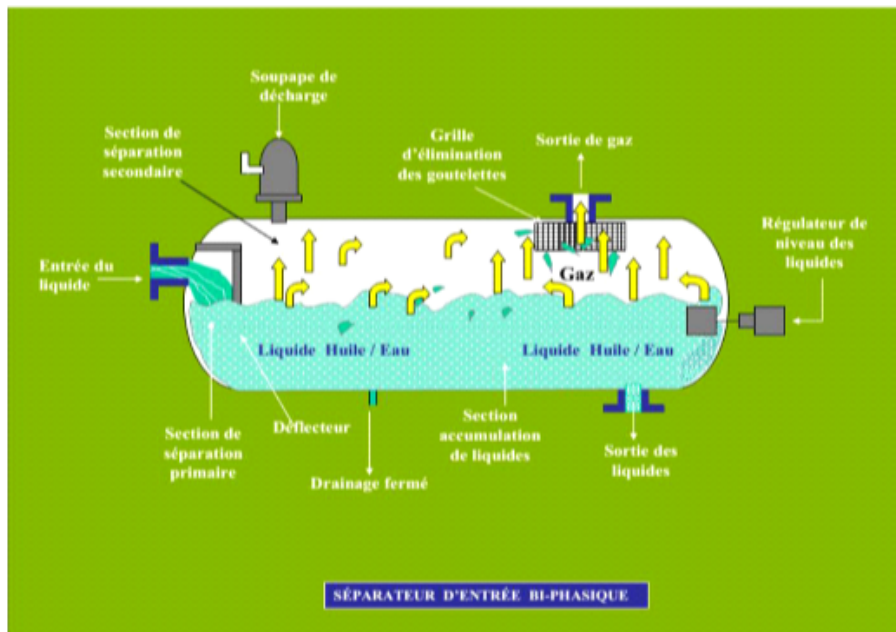 Soupape de
décharge
Section de
séparation
secondaire
Grille
d'élimination
des goutelettes
Sortie de gaz
Régulateur de
niveau des
liquides
Entrée du
liquide
Gaz
Liquide Huile / Eau
Liquide Huile / Eau
Section de
séparation
primaire
Déflecteur
Drainage fermé
Section
accumulation
de liquides
Sortie des
liquides
SÉPARATEUR D'ENTRÉE BI-PHASIQUE